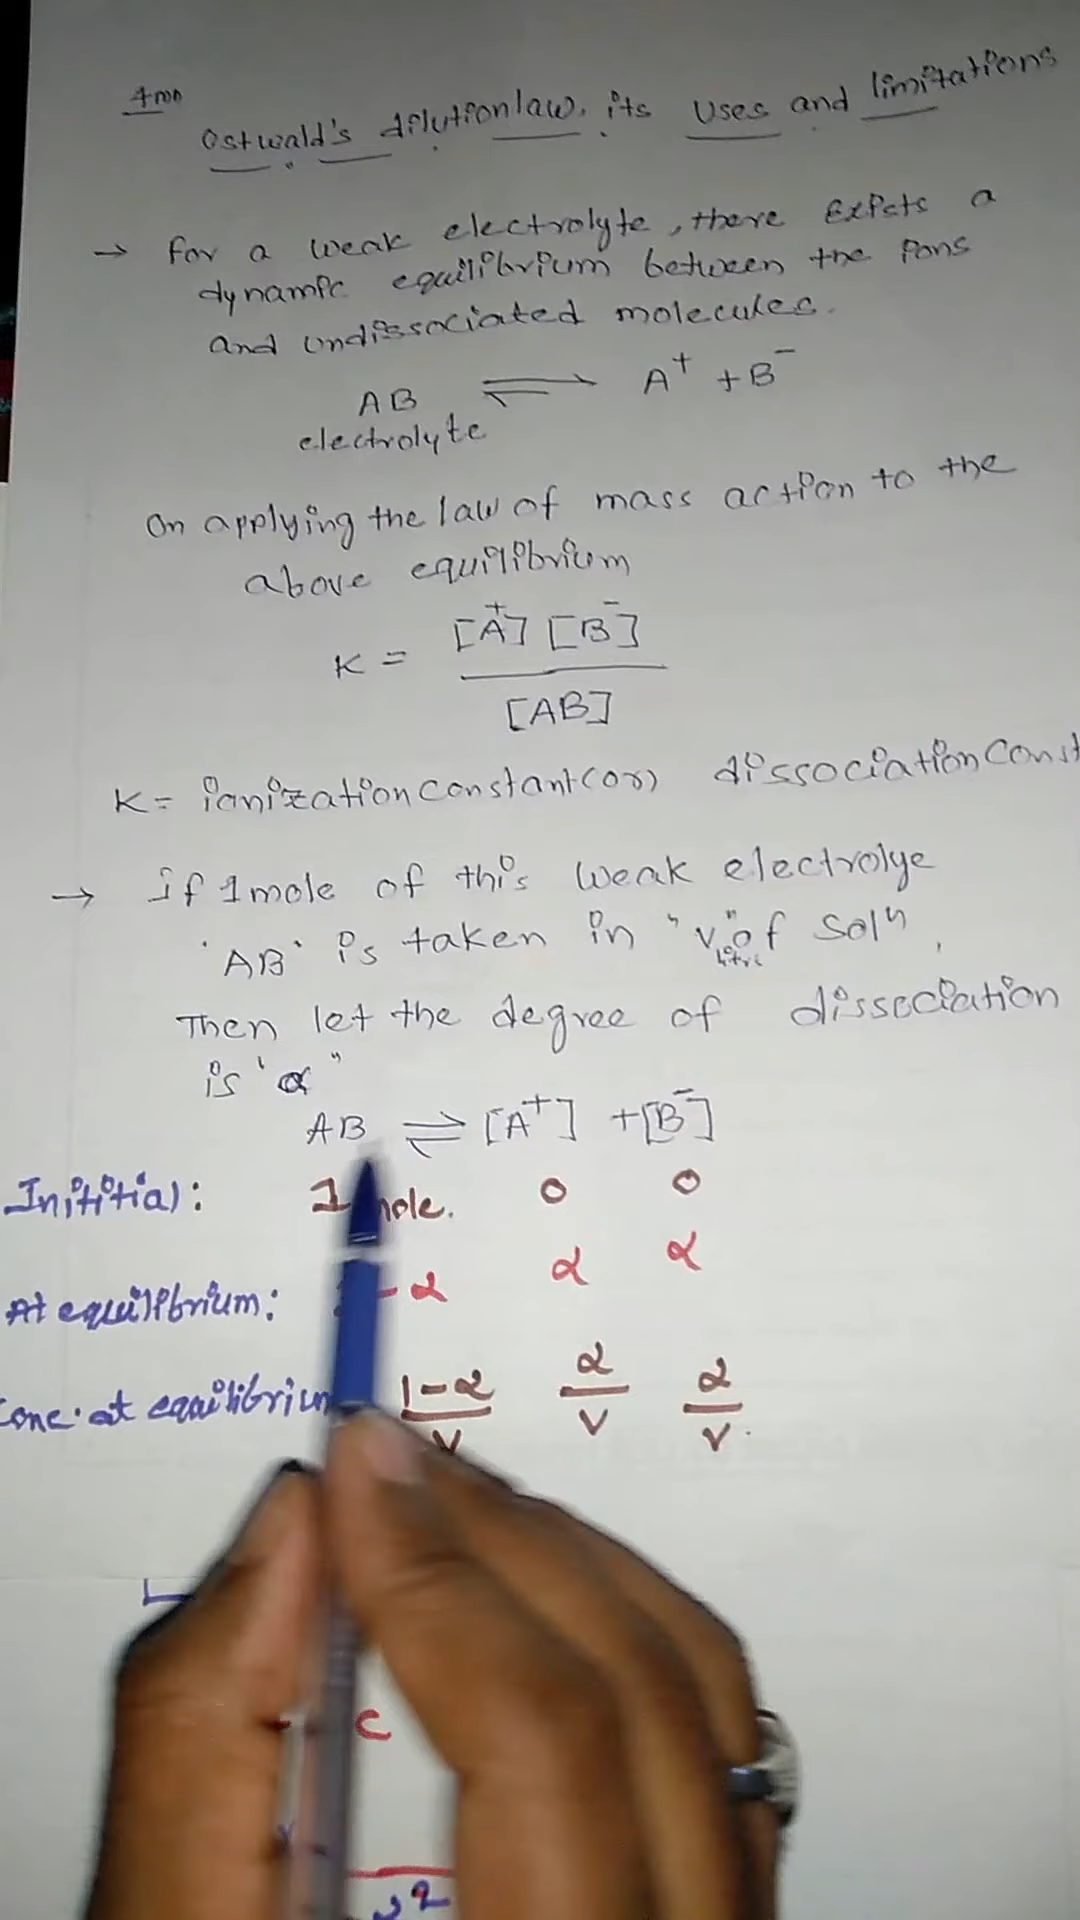 4m
Ostwald's dilution law, its uses and limitations
→ for a weak electrolyte, there exists a
dynamic equilibrium between the ions
and undissociated molecules.
AB ⇌ A⁺ + B⁻
electrolyte
On applying the law of mass action to the
above equilibrium
K = [A⁺] [B⁻]
[AB]
K = ionization constant (or) dissociation Const
→ if 1 mole of this weak electrolye
'AB' is taken in "V" of solⁿ,
litre
Then let the degree of dissociation
is 'α"
AB ⇌ [A⁺] + [B⁻]
Inititial: 1 mole. 0 0
At equilibrium: - α α α
Conc. at equilibrium 1-α/V α/V α/V.
C
2